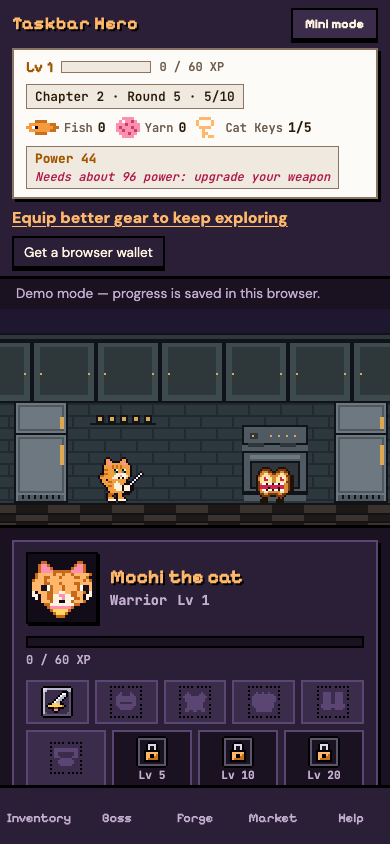 Taskbar Hero
Mini mode
Lv 1 0 / 60 XP
Chapter 2 · Round 5 · 5/10
Fish 0 Yarn 0 Cat Keys 1/5
Power 44
Needs about 96 power: upgrade your weapon
Equip better gear to keep exploring
Get a browser wallet
Demo mode — progress is saved in this browser.
Mochi the cat
Warrior Lv 1
0 / 60 XP
Lv 5 Lv 10 Lv 20
Inventory Boss Forge Market Help